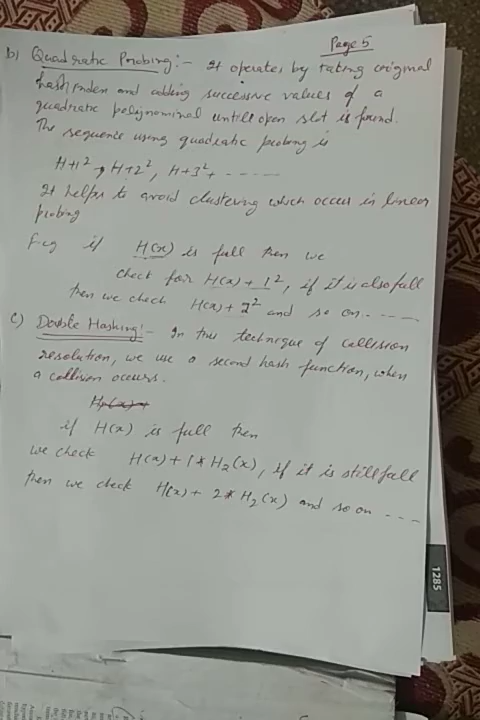 Page 5
b) Quadratic Probing:- It operates by taking original
hash index and adding successive values of a
quadratic polynominal untill open slot is found.
The sequence using quadratic probing is
H+1², H+2², H+3²+ - - - - -
It helps to avoid clustering which occur in linear
probing
F-eg if H(x) is full then we
check for H(x) + 1², if it is also full
then we check H(x) + 2² and so on - - - -
c) Double Hashing:- In this technique of collision
resolution, we use a second hash function, when
a collision occurs.
if H(x) is full then
we check H(x) + 1* H₂(x), if it is still full
then we check H(x) + 2* H₂(x) and so on - - -
1285